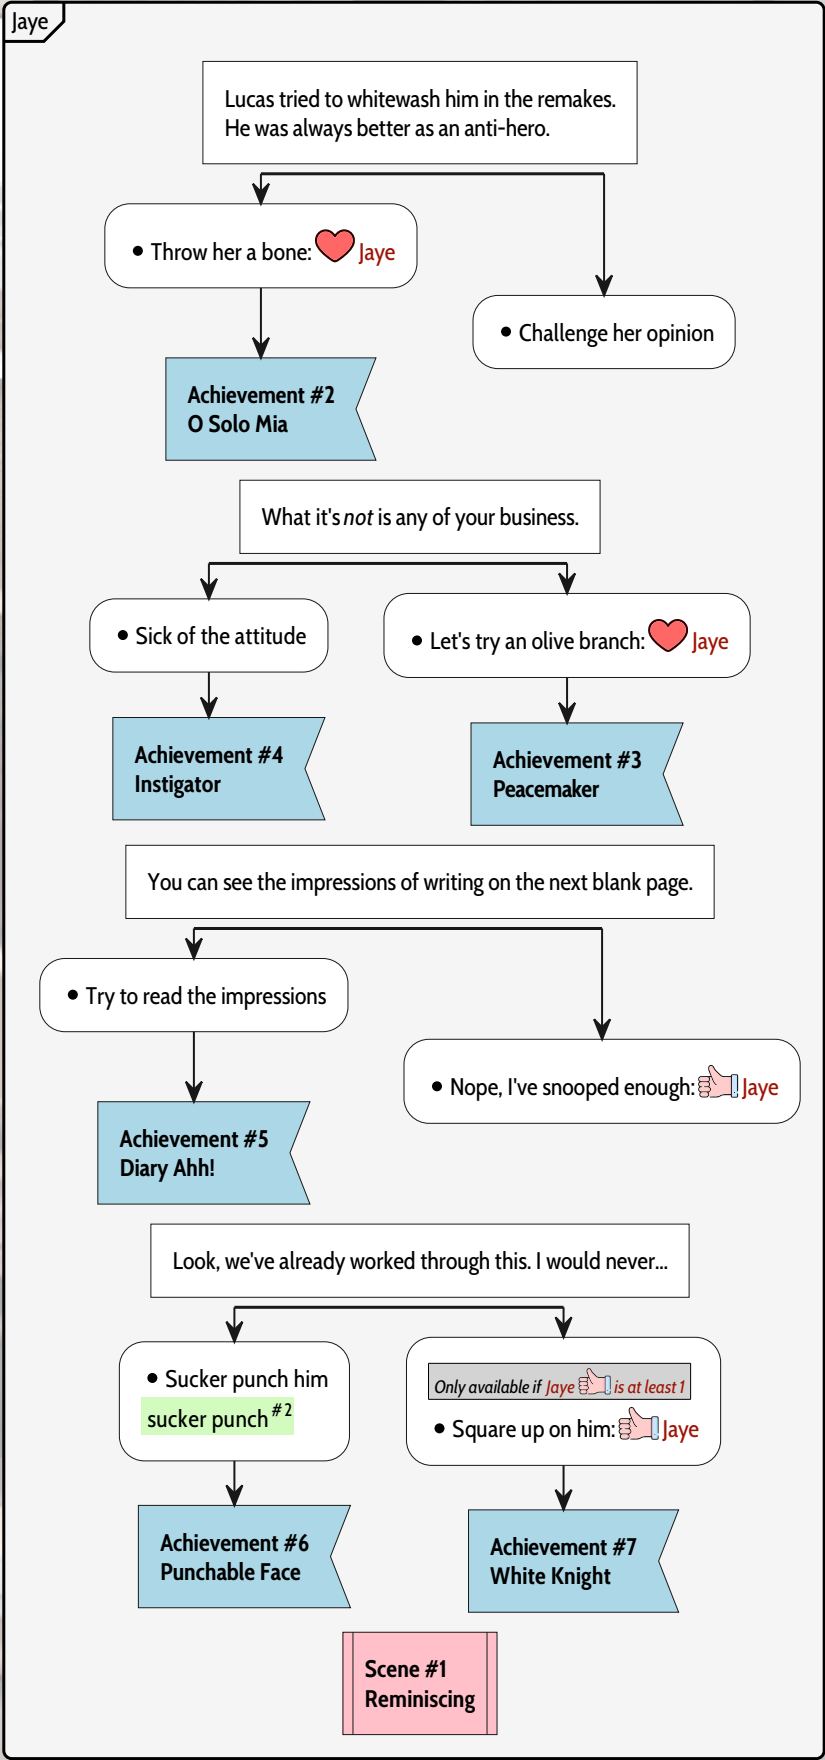 Jaye
Lucas tried to whitewash him in the remakes.
He was always better as an anti-hero.
• Throw her a bone: Jaye
• Challenge her opinion
Achievement #2
O Solo Mia
What it's not is any of your business.
• Sick of the attitude
• Let's try an olive branch: Jaye
Achievement #4
Instigator
Achievement #3
Peacemaker
You can see the impressions of writing on the next blank page.
• Try to read the impressions
• Nope, I've snooped enough: Jaye
Achievement #5
Diary Ahh!
Look, we've already worked through this. I would never...
• Sucker punch him
sucker punch #2
Only available if Jaye is at least 1
• Square up on him: Jaye
Achievement #6
Punchable Face
Achievement #7
White Knight
Scene #1
Reminiscing